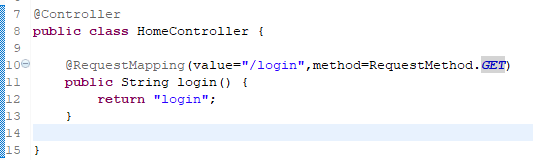 7 @Controller
8 public class HomeController {
9
10 @RequestMapping(value="/login",method=RequestMethod.GET)
11 public String login() {
12 return "login";
13 }
14
15 }